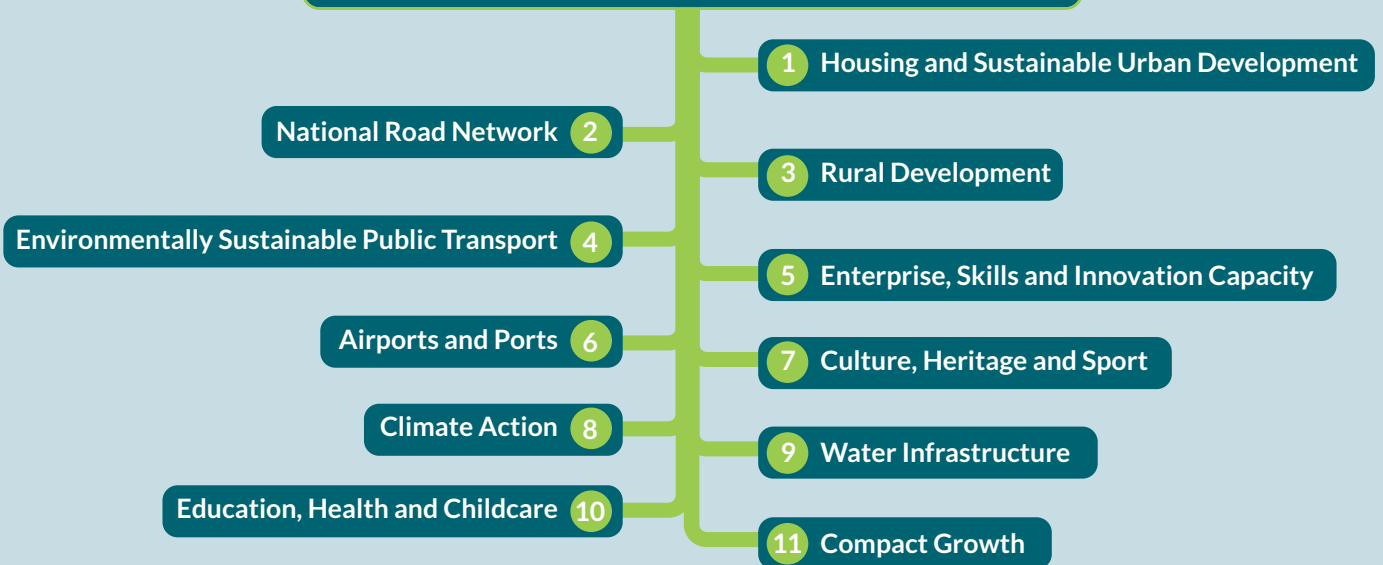 1 Housing and Sustainable Urban Development
National Road Network 2
3 Rural Development
Environmentally Sustainable Public Transport 4
5 Enterprise, Skills and Innovation Capacity
Airports and Ports 6
7 Culture, Heritage and Sport
Climate Action 8
9 Water Infrastructure
Education, Health and Childcare 10
11 Compact Growth